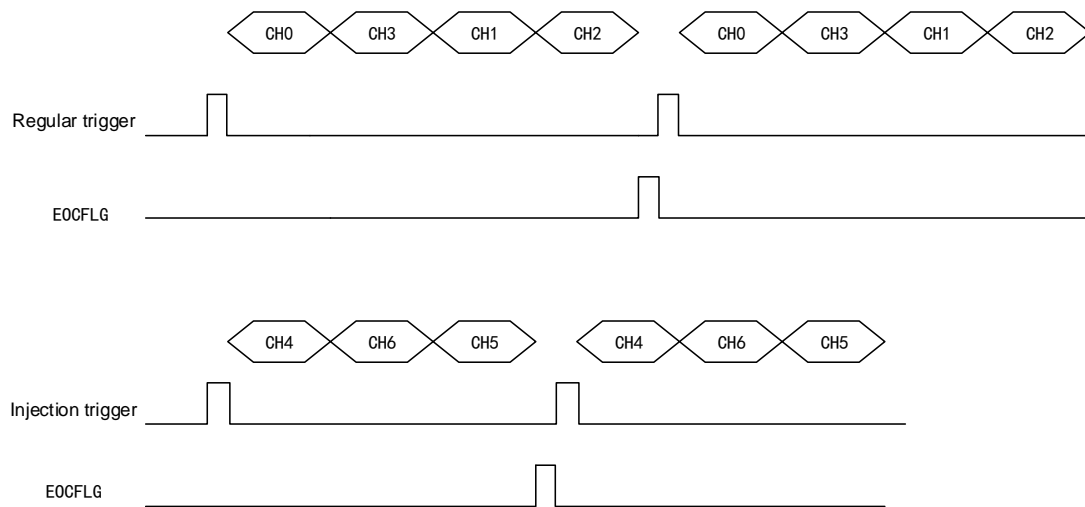 CH0 CH3 CH1 CH2 CH0 CH3 CH1 CH2
Regular trigger
EOCFLG
CH4 CH6 CH5 CH4 CH6 CH5
Injection trigger
EOCFLG